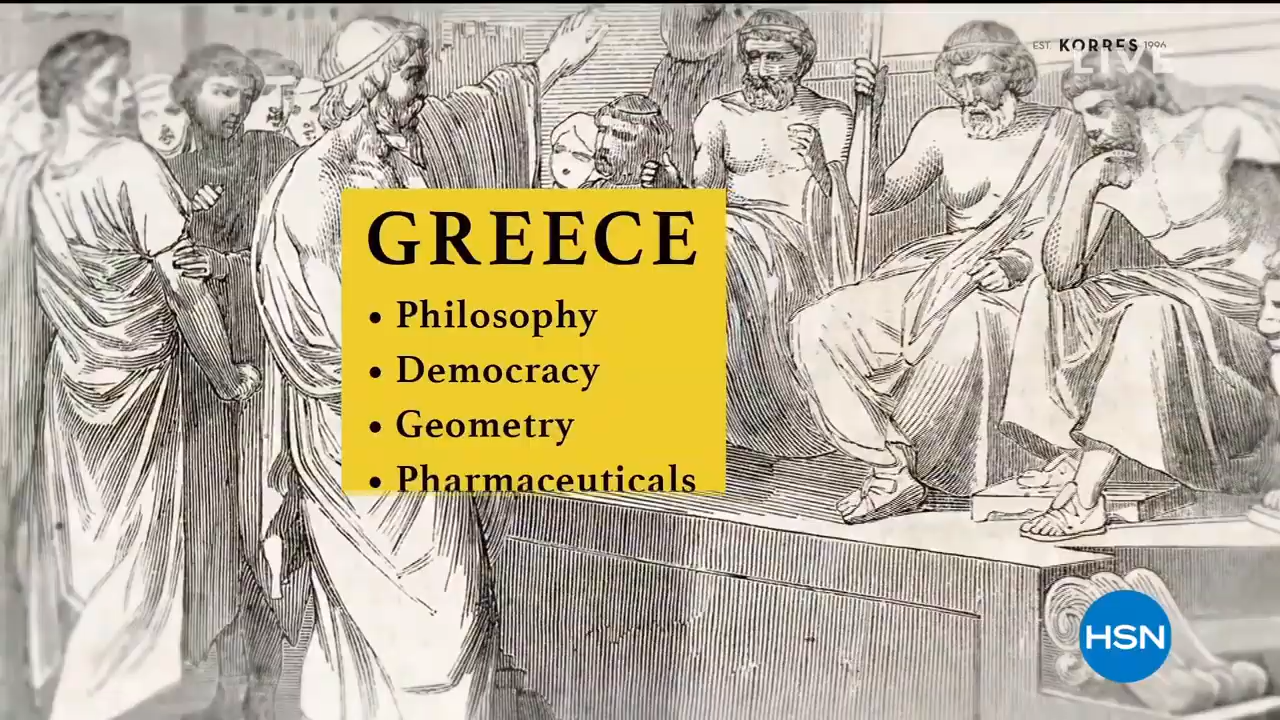 EST. KORRES 1996
LIVE
GREECE
• Philosophy
• Democracy
• Geometry
• Pharmaceuticals
HSN